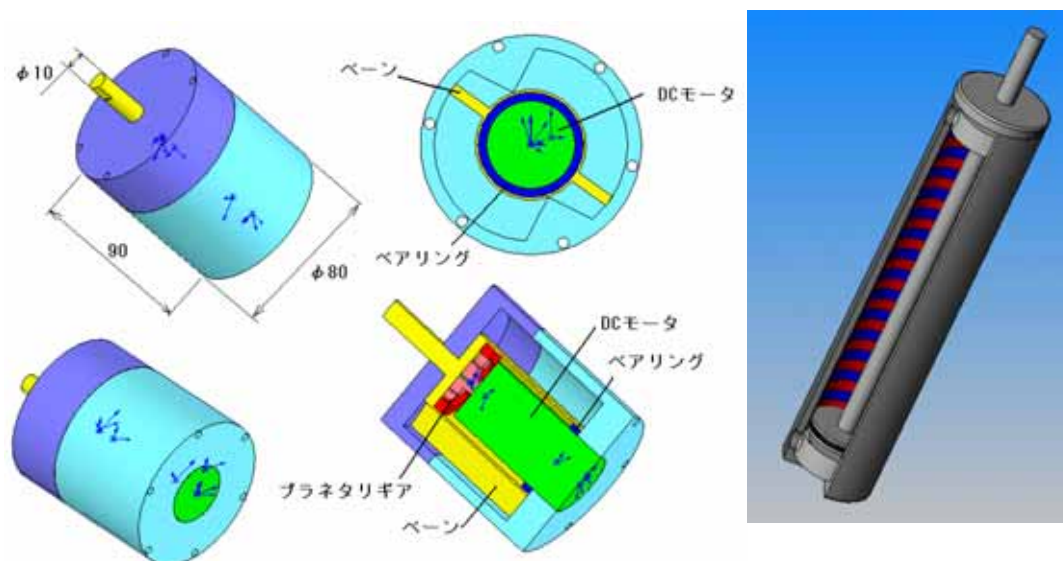 φ10
90
φ80
ベーン
DCモータ
ベアリング
DCモータ
ベアリング
プラネタリギア
ベーン